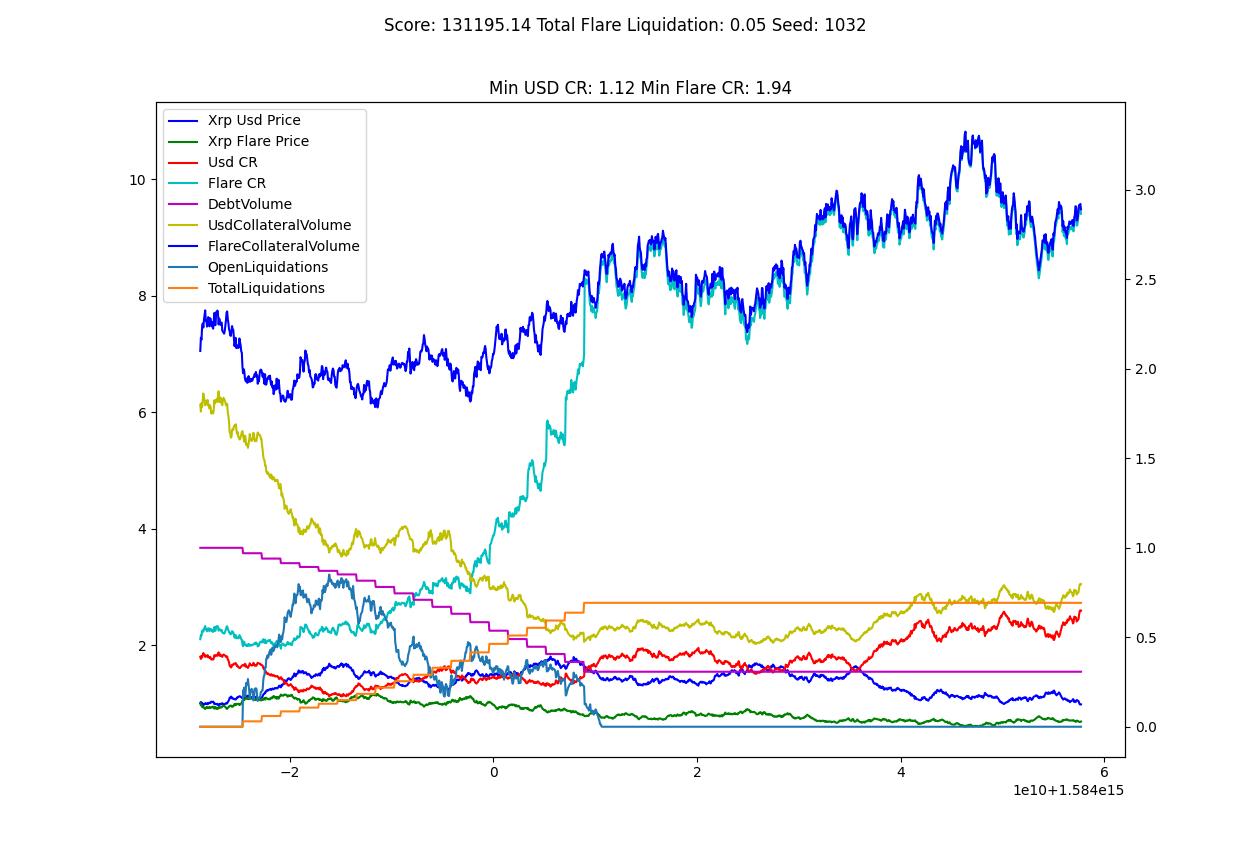 Score: 131195.14 Total Flare Liquidation: 0.05 Seed: 1032
Min USD CR: 1.12 Min Flare CR: 1.94
Xrp Usd Price
Xrp Flare Price
Usd CR
Flare CR
DebtVolume
UsdCollateralVolume
FlareCollateralVolume
OpenLiquidations
TotalLiquidations
10
8
6
4
2
3.0
2.5
2.0
1.5
1.0
0.5
0.0
−2
0
2
4
6
1e10+1.584e15